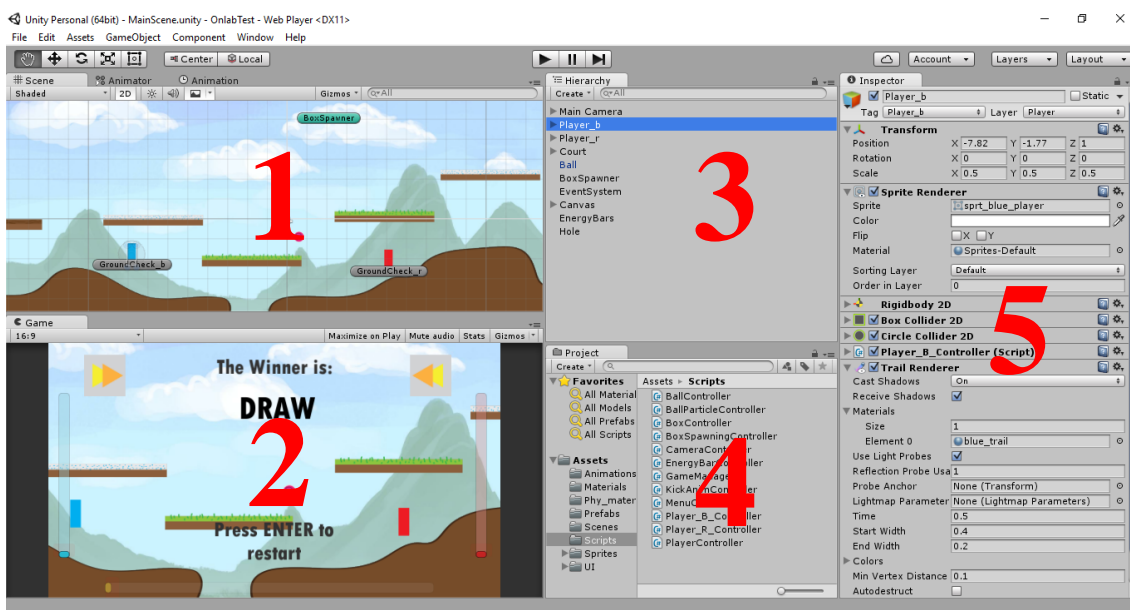 Unity Personal (64bit) - MainScene.unity - OnlabTest - Web Player <DX11>
File Edit Assets GameObject Component Window Help
Center Local
Account Layers Layout
Scene Animator Animation
Shaded 2D Gizmos All
BoxSpawner
GroundCheck_b
GroundCheck_r
1
Game
16:9 Maximize on Play Mute audio Stats Gizmos
The Winner is:
DRAW
2
Press ENTER to
restart
Hierarchy
Create All
Main Camera
Player_b
Player_r
Court
Ball
BoxSpawner
EventSystem
Canvas
EnergyBars
Hole
3
Project
Create
Favorites
All Material
All Models
All Prefabs
All Scripts
Assets
Animations
Materials
Phy_mater
Prefabs
Scenes
Scripts
Sprites
UI
Assets Scripts
BallController
BallParticleController
BoxController
BoxSpawningController
CameraController
Player_B_Controller
Player_R_Controller
PlayerController
4
Inspector
Player_b Static
Tag Player_b Layer Player
Transform
Position X -7.82 Y -1.77 Z 1
Rotation X 0 Y 0 Z 0
Scale X 0.5 Y 0.5 Z 0.5
Sprite Renderer
Sprite sprt_blue_player
Color
Flip X Y
Material Sprites-Default
Sorting Layer Default
Order in Layer 0
Rigidbody 2D
Box Collider 2D
Circle Collider 2D
Player_B_Controller (Script)
5
Trail Renderer
Cast Shadows On
Receive Shadows
Materials
Size 1
Element 0 blue_trail
Use Light Probes
Reflection Probe Usa 1
Probe Anchor None (Transform)
Lightmap Parameter None (Lightmap Parameters)
Time 0.5
Start Width 0.4
End Width 0.2
Colors
Min Vertex Distance 0.1
Autodestruct